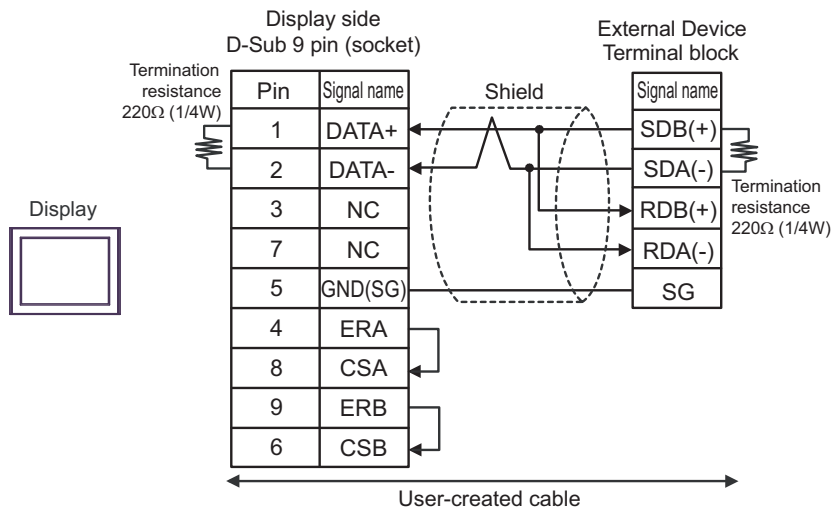 Display side
D-Sub 9 pin (socket)
External Device
Terminal block
Termination
resistance
220Ω (1/4W)
Pin Signal name
Shield
Signal name
1 DATA+
SDB(+)
2 DATA-
SDA(-)
Termination
resistance
220Ω (1/4W)
Display
3 NC
RDB(+)
7 NC
RDA(-)
5 GND(SG)
SG
4 ERA
8 CSA
9 ERB
6 CSB
User-created cable